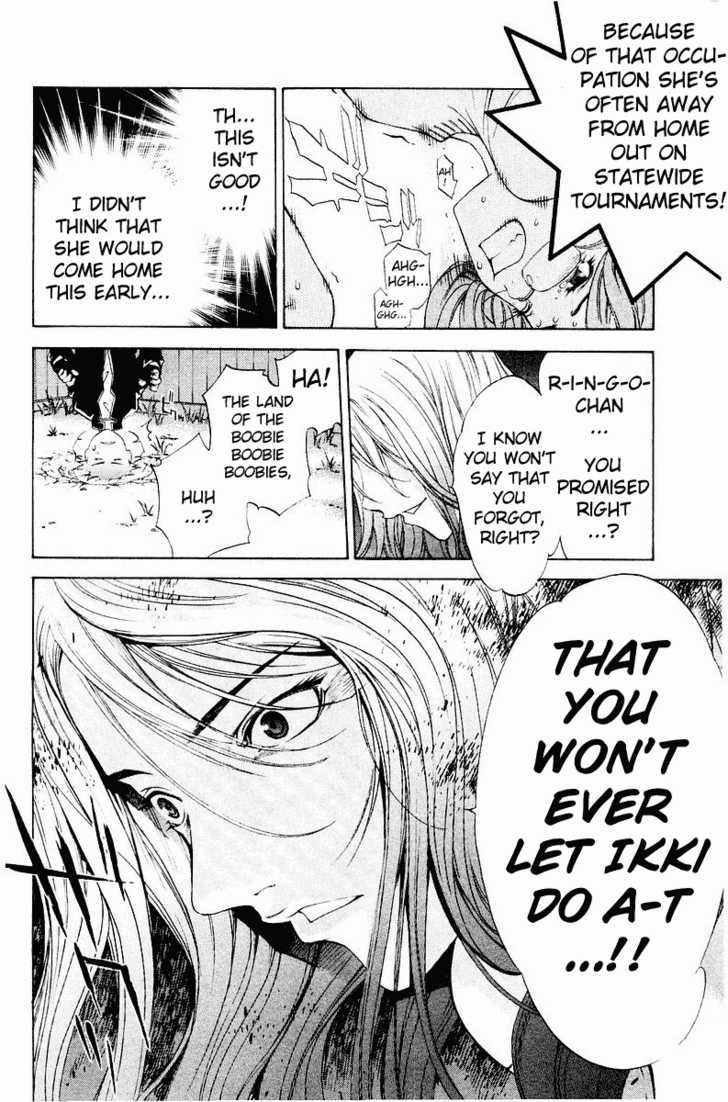 BECAUSE
OF THAT OCCU-
PATION SHE'S
OFTEN AWAY
FROM HOME
OUT ON
STATEWIDE
TOURNAMENTS!
AH
!
AHG-
HGH...
AGH-
GHG...
TH...
THIS
ISN'T
GOOD
...!
I DIDN'T
THINK THAT
SHE WOULD
COME HOME
THIS EARLY...
R-I-N-G-O-
CHAN
...
YOU
PROMISED
RIGHT
...?
I KNOW
YOU WON'T
SAY THAT
YOU
FORGOT,
RIGHT?
HA!
THE LAND
OF THE
BOOBIE
BOOBIE
BOOBIES,
HUH
...?
THAT
YOU
WON'T
EVER
LET IKKI
DO A-T
...!!